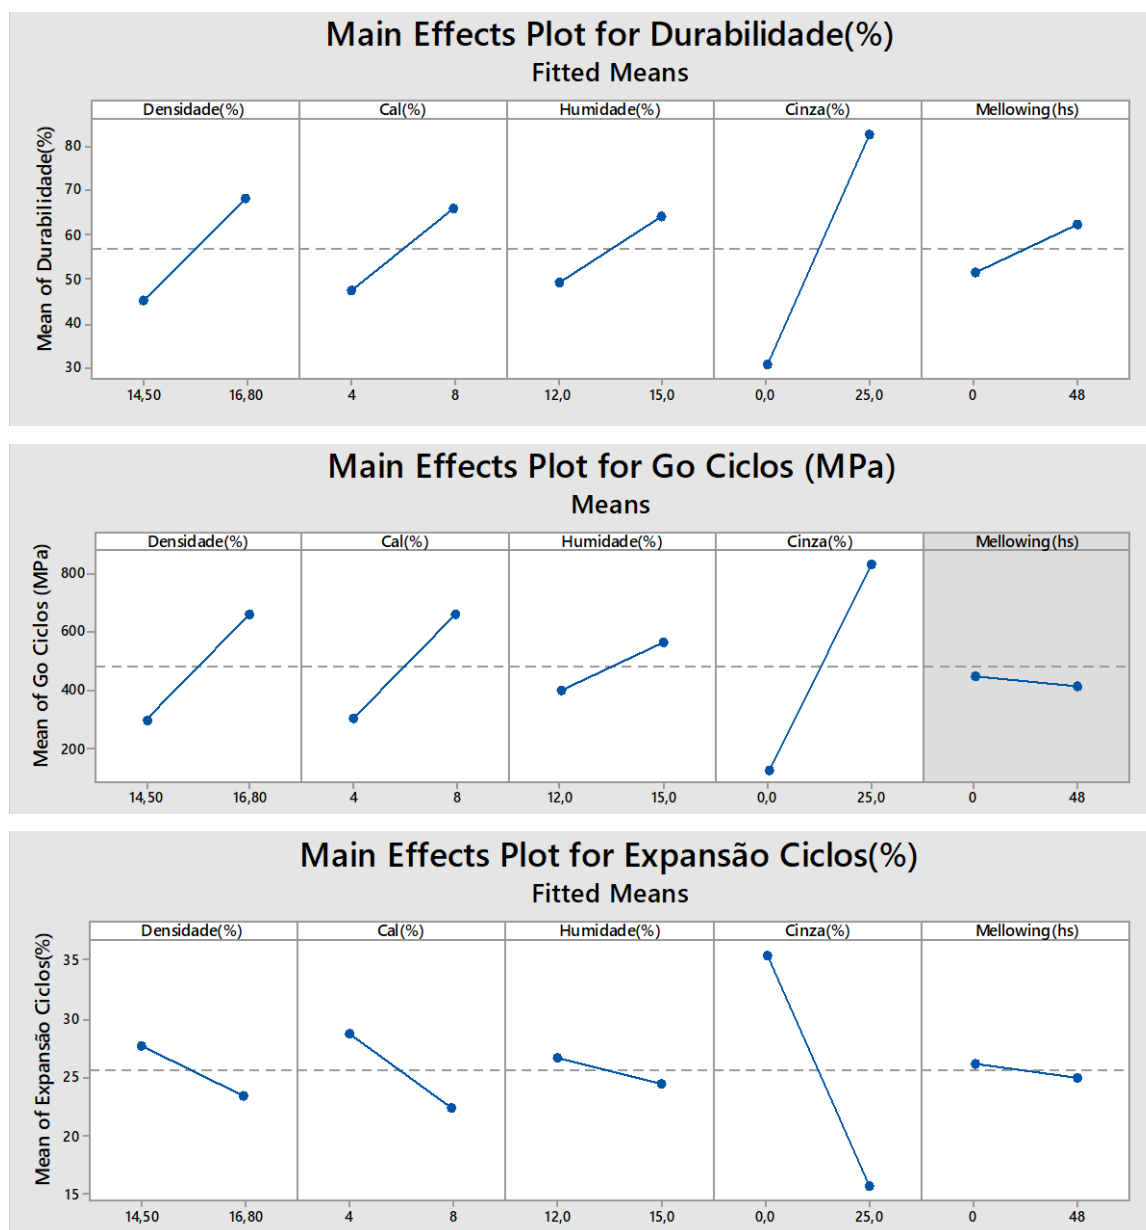 Main Effects Plot for Durabilidade(%)
Fitted Means
Densidade(%) Cal(%) Humidade(%) Cinza(%) Mellowing(hs)
Mean of Durabilidade(%)
80
70
60
50
40
30
14,50 16,80 4 8 12,0 15,0 0,0 25,0 0 48
Main Effects Plot for Go Ciclos (MPa)
Means
Densidade(%) Cal(%) Humidade(%) Cinza(%) Mellowing(hs)
Mean of Go Ciclos (MPa)
800
600
400
200
14,50 16,80 4 8 12,0 15,0 0,0 25,0 0 48
Main Effects Plot for Expansão Ciclos(%)
Fitted Means
Densidade(%) Cal(%) Humidade(%) Cinza(%) Mellowing(hs)
Mean of Expansão Ciclos(%)
35
30
25
20
15
14,50 16,80 4 8 12,0 15,0 0,0 25,0 0 48